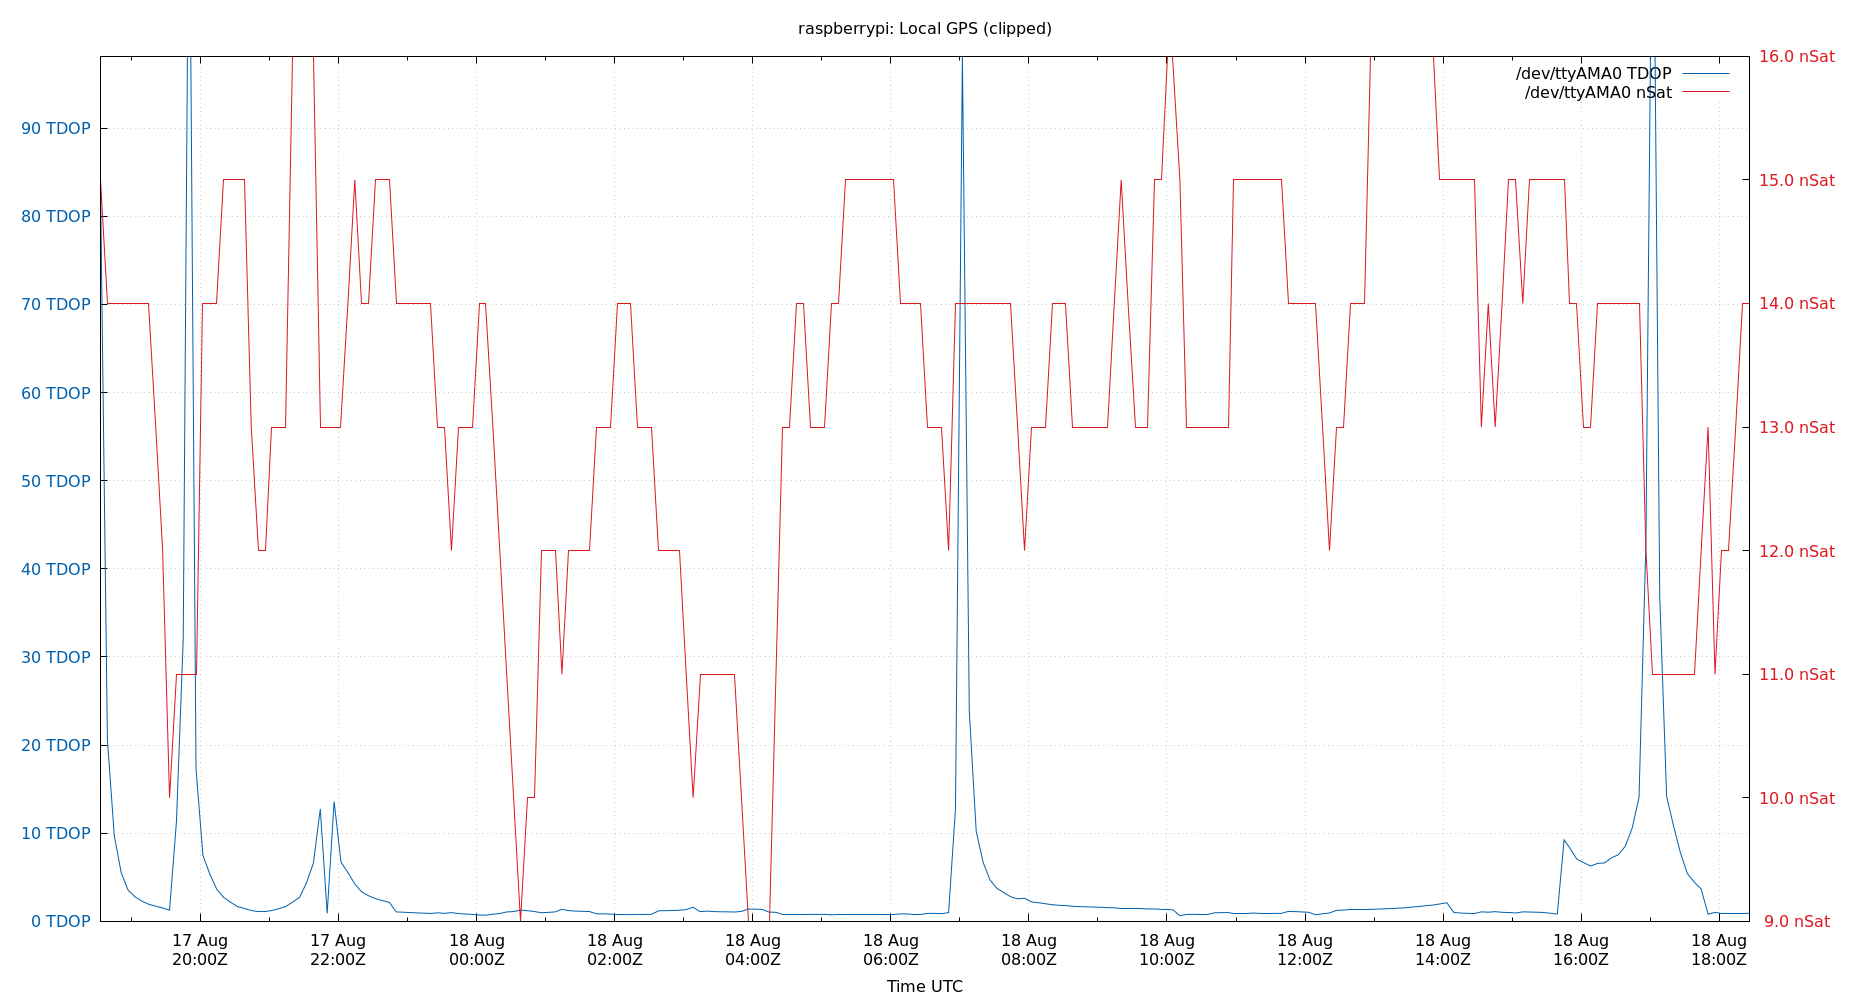 raspberrypi: Local GPS (clipped)
/dev/ttyAMA0 TDOP
/dev/ttyAMA0 nSat
90 TDOP
80 TDOP
70 TDOP
60 TDOP
50 TDOP
40 TDOP
30 TDOP
20 TDOP
10 TDOP
0 TDOP
16.0 nSat
15.0 nSat
14.0 nSat
13.0 nSat
12.0 nSat
11.0 nSat
10.0 nSat
9.0 nSat
17 Aug
20:00Z
17 Aug
22:00Z
18 Aug
00:00Z
18 Aug
02:00Z
18 Aug
04:00Z
18 Aug
06:00Z
18 Aug
08:00Z
18 Aug
10:00Z
18 Aug
12:00Z
18 Aug
14:00Z
18 Aug
16:00Z
18 Aug
18:00Z
Time UTC